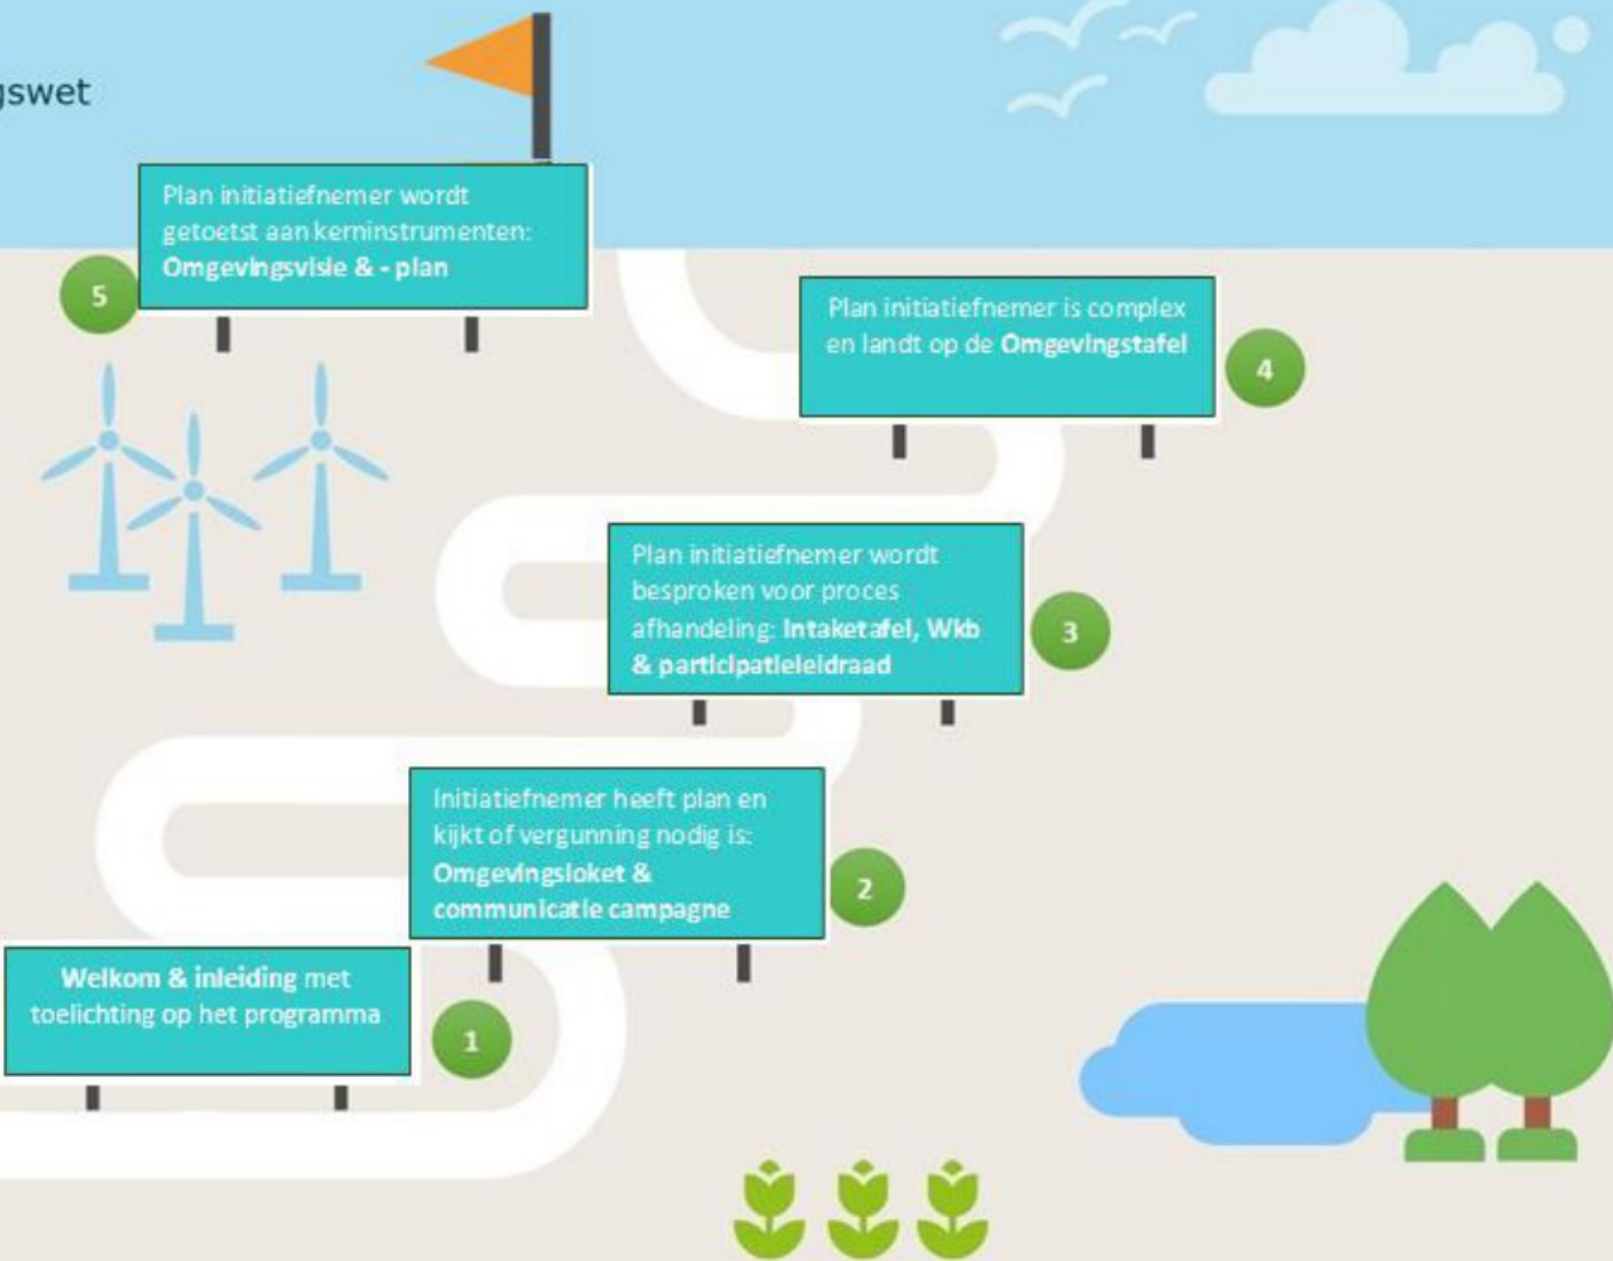 gswet
Plan initiatiefnemer wordt
getoetst aan kerninstrumenten:
Omgevingsvisie & - plan
5
Plan initiatiefnemer is complex
en landt op de Omgevingstafel
4
Plan initiatiefnemer wordt
besproken voor proces
afhandeling: Intaketafel, Wkb
& participatieleidraad
3
Initiatiefnemer heeft plan en
kijkt of vergunning nodig is:
Omgevingsloket &
communicatie campagne
2
Welkom & inleiding met
toelichting op het programma
1